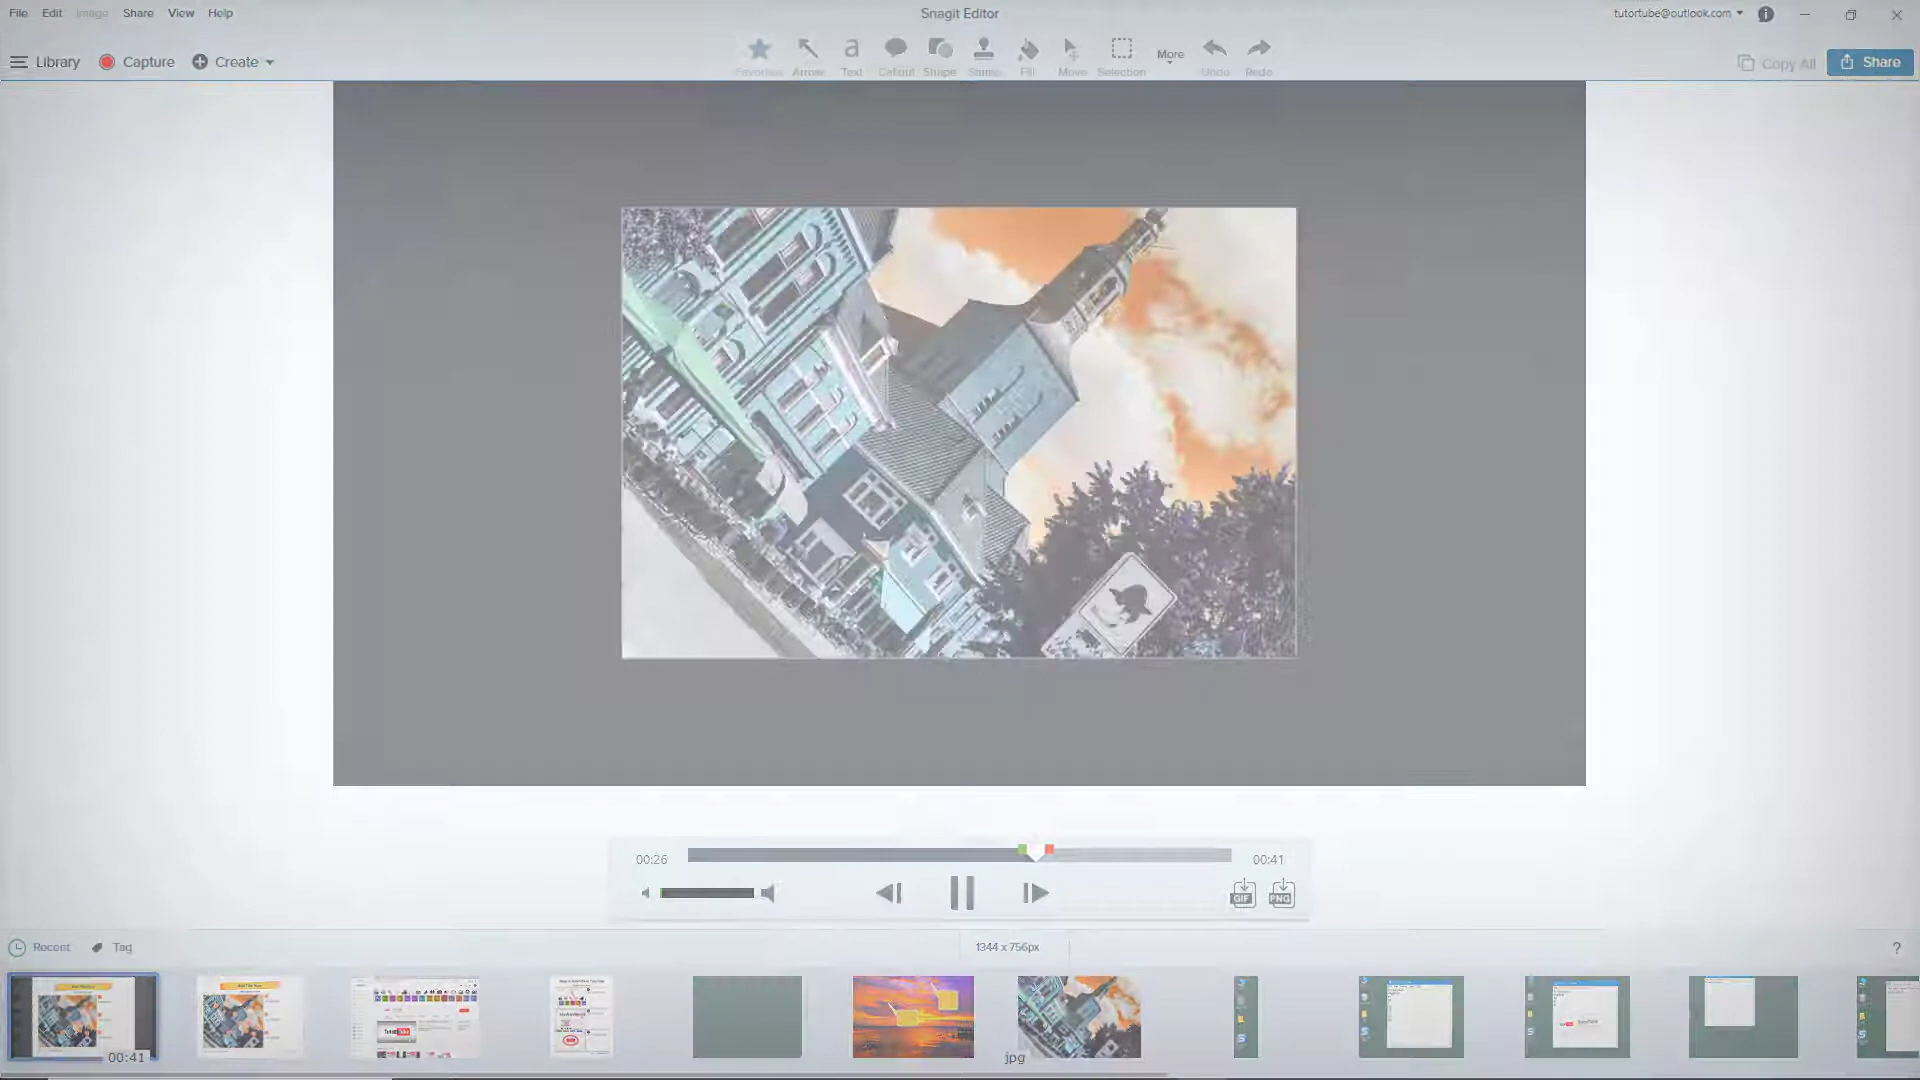 File Edit Image Share View Help
Snagit Editor
tutortube@outlook.com
Library Capture Create
Favorites Arrow Text Callout Shape Stamp Fill Move Selection More Undo Redo
Copy All Share
00:26
00:41
GIF PNG
Recent Tag
1344 x 756px
?
00:41
jpg